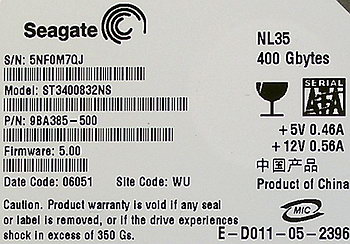 Seagate
NL35
S/N: 5NF0M7QJ
400 Gbytes
Model: ST3400832NS
SERIAL
ATA
P/N: 9BA385-500
+5V 0.46A
+12V 0.56A
Firmware: 5.00
中国产品
Date Code: 06051 Site Code: WU
Product of China
Caution. Product warranty is void if any seal
or label is removed, or if the drive experiences
shock in excess of 350 Gs.
MIC
E-D011-05-2396